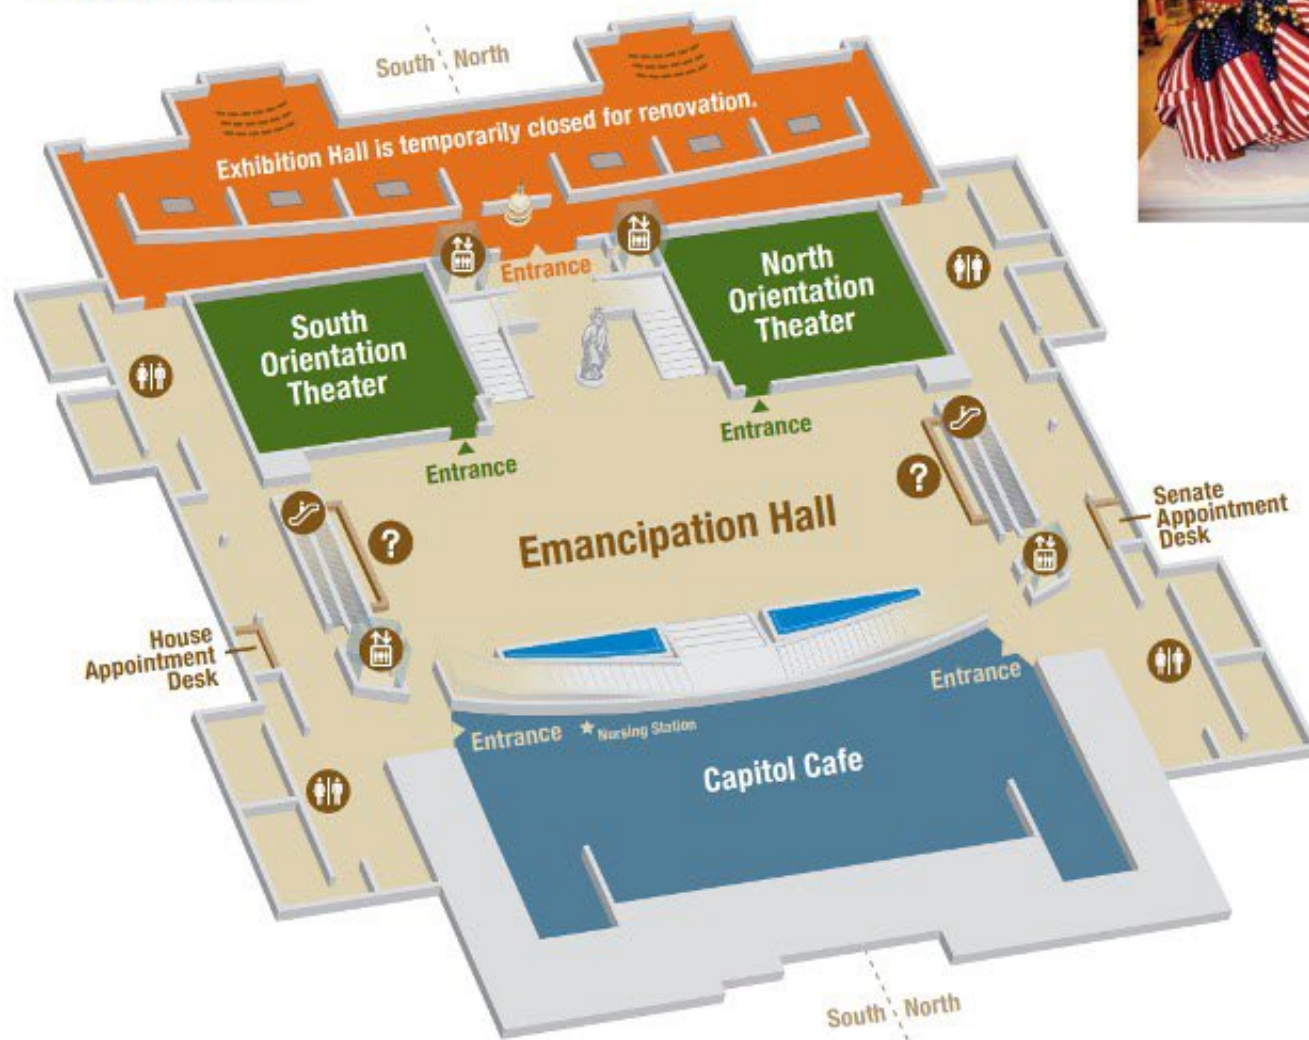 South North
Exhibition Hall is temporarily closed for renovation.
Entrance
South
Orientation
Theater
North
Orientation
Theater
Entrance
Entrance
?
?
Emancipation Hall
Senate
Appointment
Desk
House
Appointment
Desk
Entrance
Entrance
Nursing Station
Capitol Cafe
South North